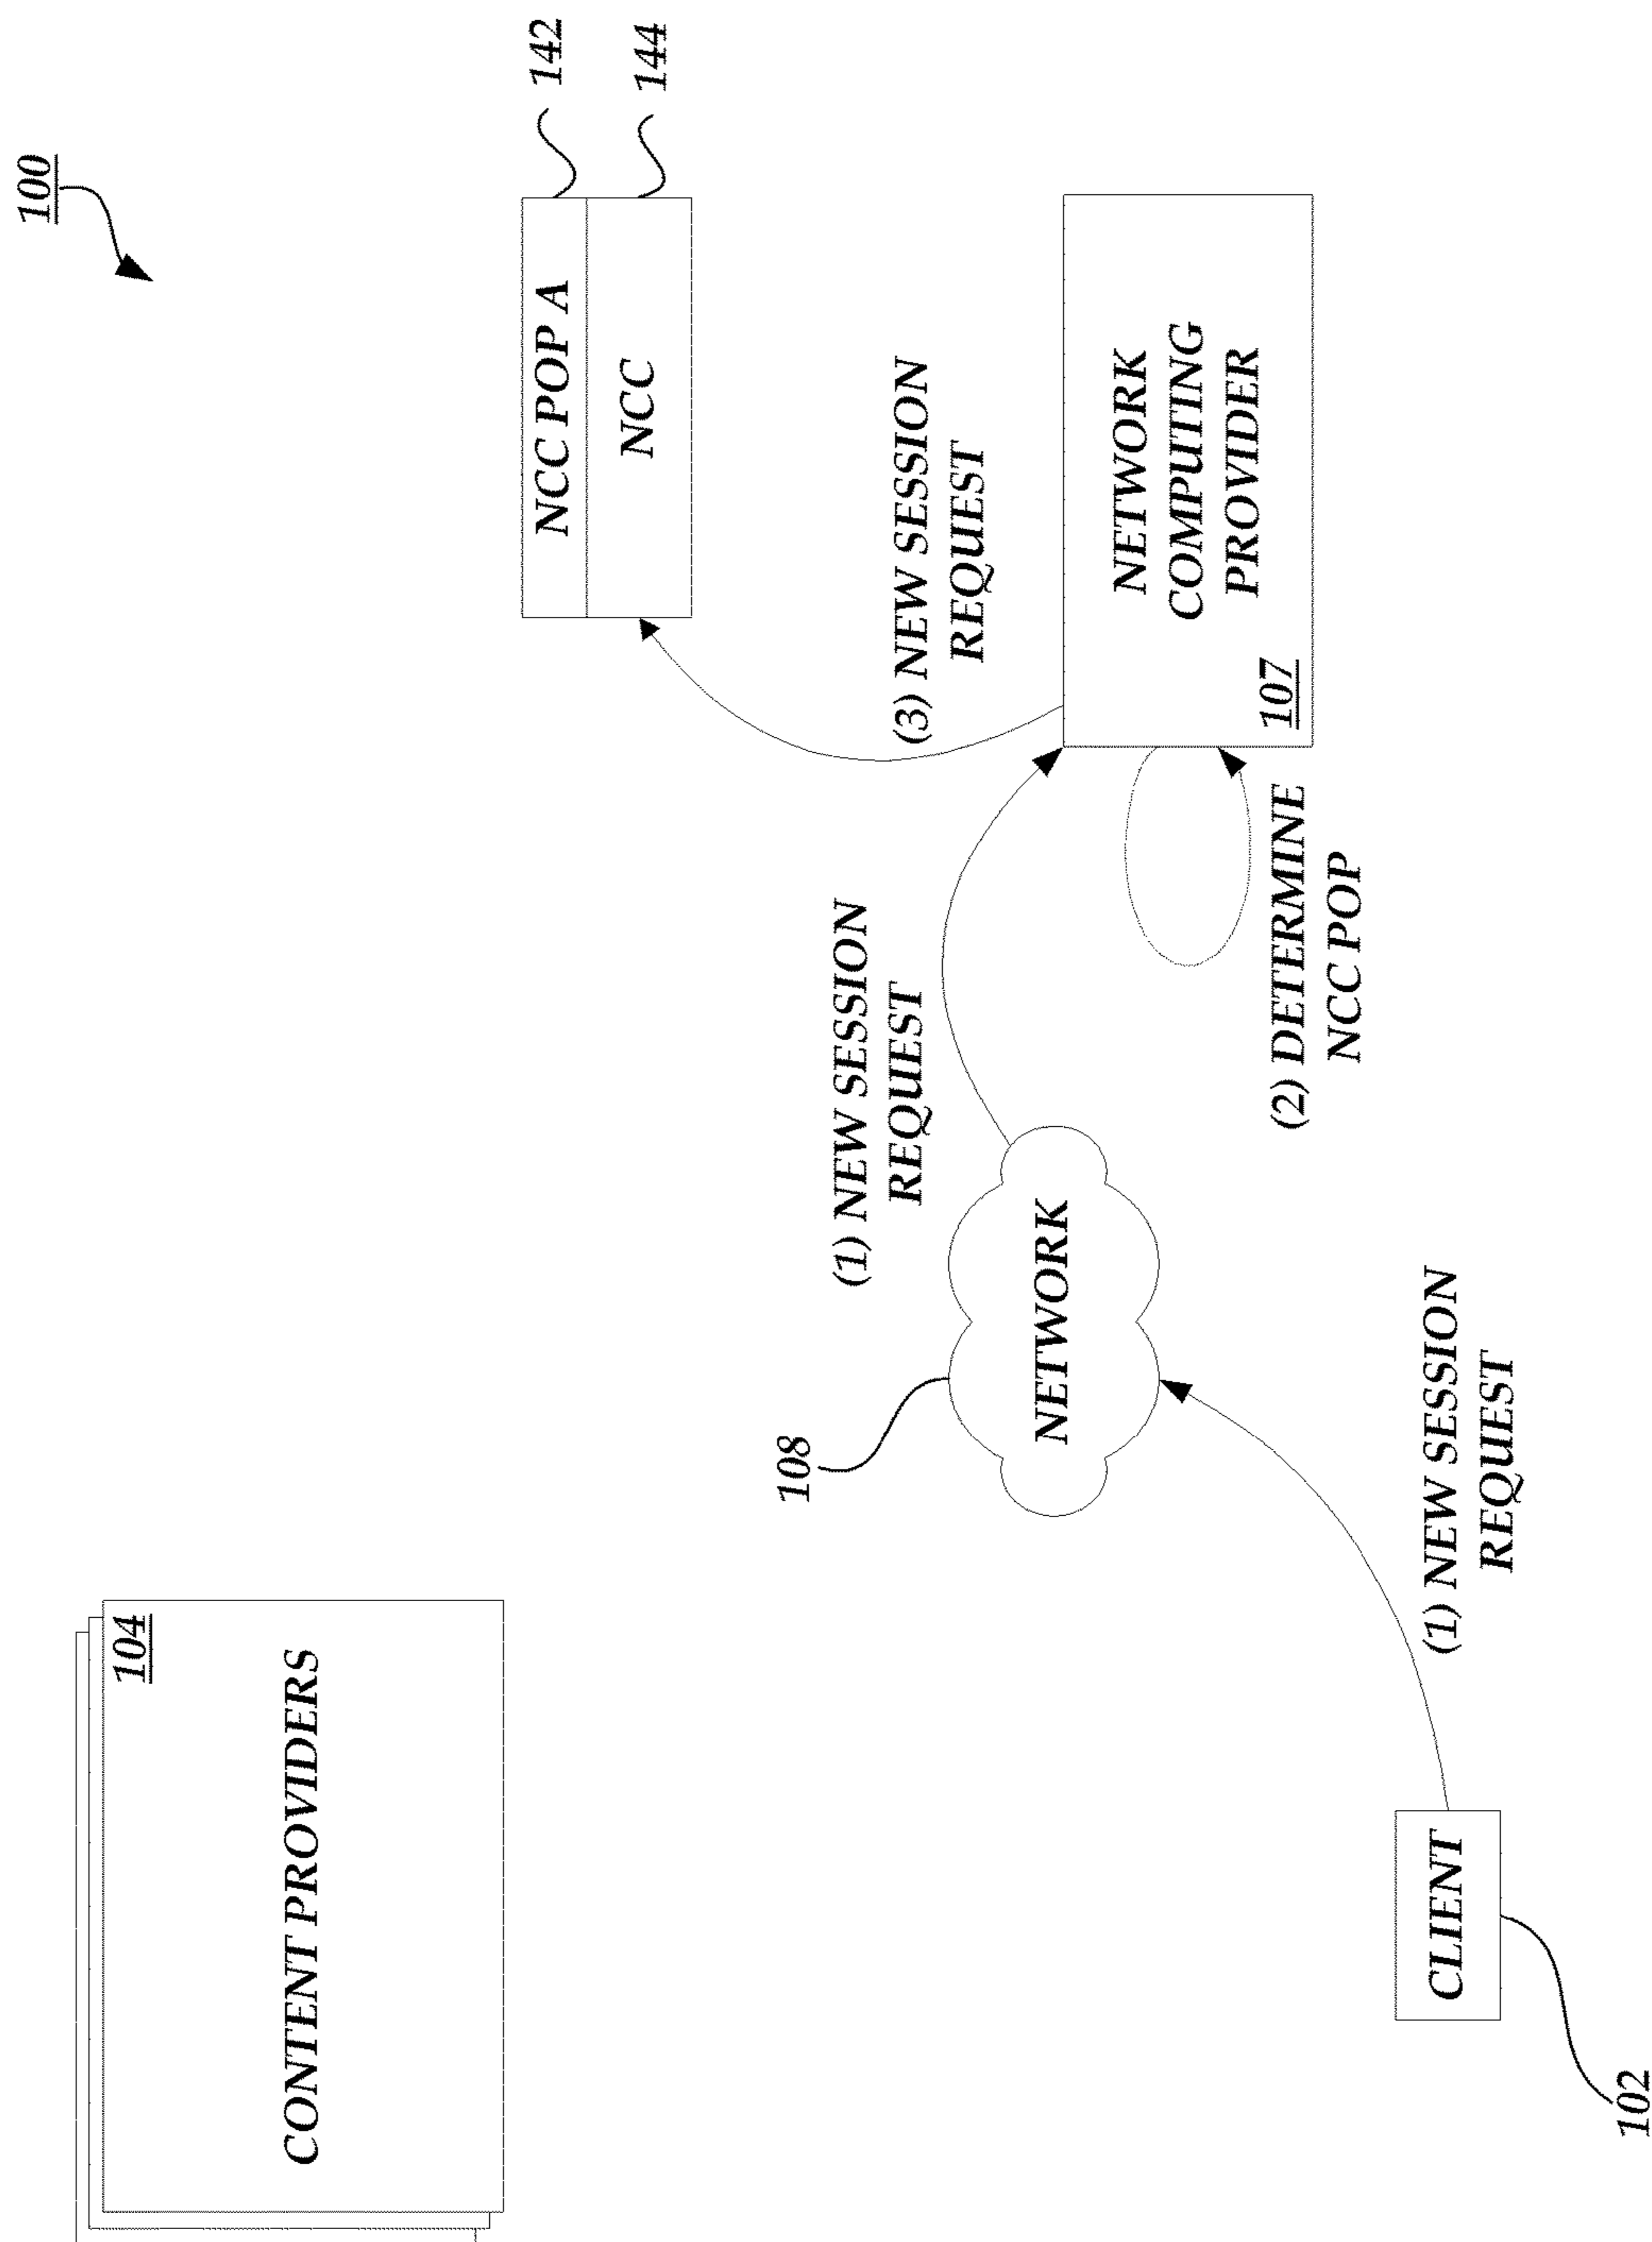 100
104
CONTENT PROVIDERS
NCC POP A
142
NCC
144
108
NETWORK
(1) NEW SESSION
REQUEST
(3) NEW SESSION
REQUEST
NETWORK
COMPUTING
PROVIDER
107
(2) DETERMINE
NCC POP
CLIENT
102
(1) NEW SESSION
REQUEST